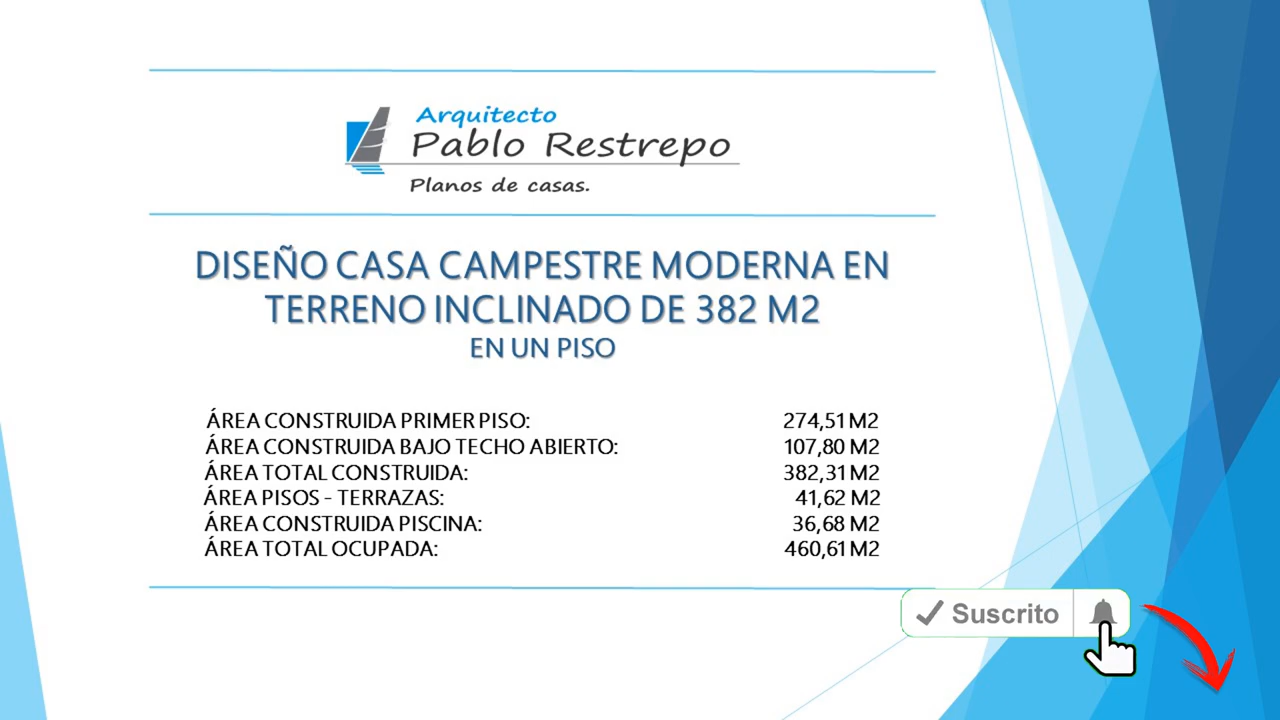 Arquitecto
Pablo Restrepo
Planos de casas.
DISEÑO CASA CAMPESTRE MODERNA EN
TERRENO INCLINADO DE 382 M2
EN UN PISO
ÁREA CONSTRUIDA PRIMER PISO: 274,51 M2
ÁREA CONSTRUIDA BAJO TECHO ABIERTO: 107,80 M2
ÁREA TOTAL CONSTRUIDA: 382,31 M2
ÁREA PISOS - TERRAZAS: 41,62 M2
ÁREA CONSTRUIDA PISCINA: 36,68 M2
ÁREA TOTAL OCUPADA: 460,61 M2
Suscrito